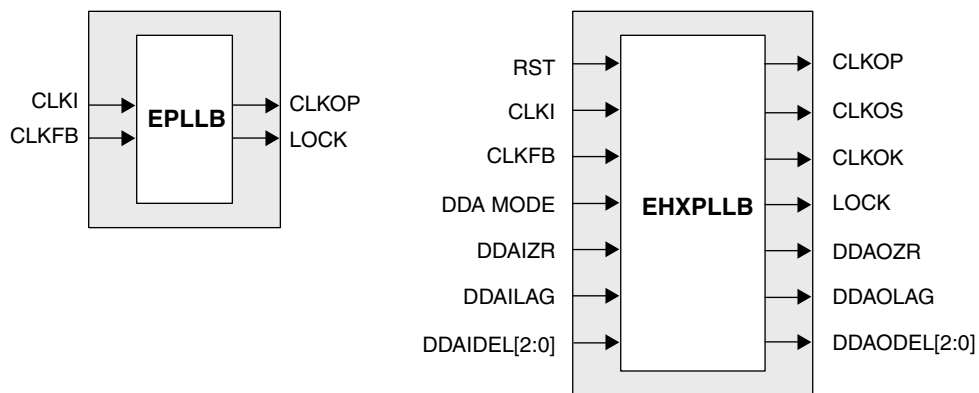 CLKI
CLKFB
EPLLB
CLKOP
LOCK
RST
CLKI
CLKFB
DDA MODE
DDAIZR
DDAILAG
DDAIDEL[2:0]
EHXPLLB
CLKOP
CLKOS
CLKOK
LOCK
DDAOZR
DDAOLAG
DDAODEL[2:0]